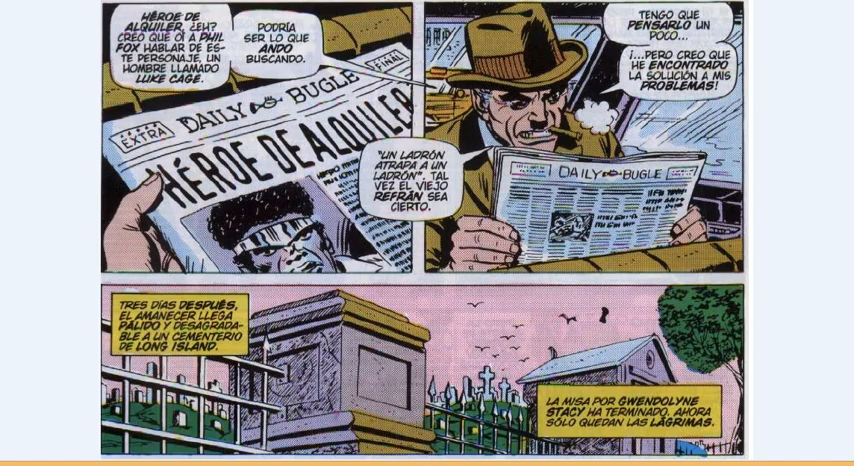 HÉROE DE
ALQUILER, ¿EH?
CREO QUE OÍ A PHIL
FOX HABLAR DE ES-
TE PERSONAJE, UN
HOMBRE LLAMADO
LUKE CAGE.
PODRÍA
SER LO QUE
ANDO
BUSCANDO.
FINAL
EXTRA
DAILY BUGLE
HÉROE DE ALQUILER
TENGO QUE
PENSARLO UN
POCO...
¡...PERO CREO QUE
HE ENCONTRADO
LA SOLUCIÓN A MIS
PROBLEMAS!
"UN LADRÓN
ATRAPA A UN
LADRÓN". TAL
VEZ EL VIEJO
REFRÁN SEA
CIERTO.
DAILY BUGLE
TRES DÍAS DESPUÉS,
EL AMANECER LLEGA
PÁLIDO Y DESAGRADA-
BLE A UN CEMENTERIO
DE LONG ISLAND.
LA MISA POR GWENDOLYNE
STACY HA TERMINADO. AHORA
SÓLO QUEDAN LAS LÁGRIMAS.